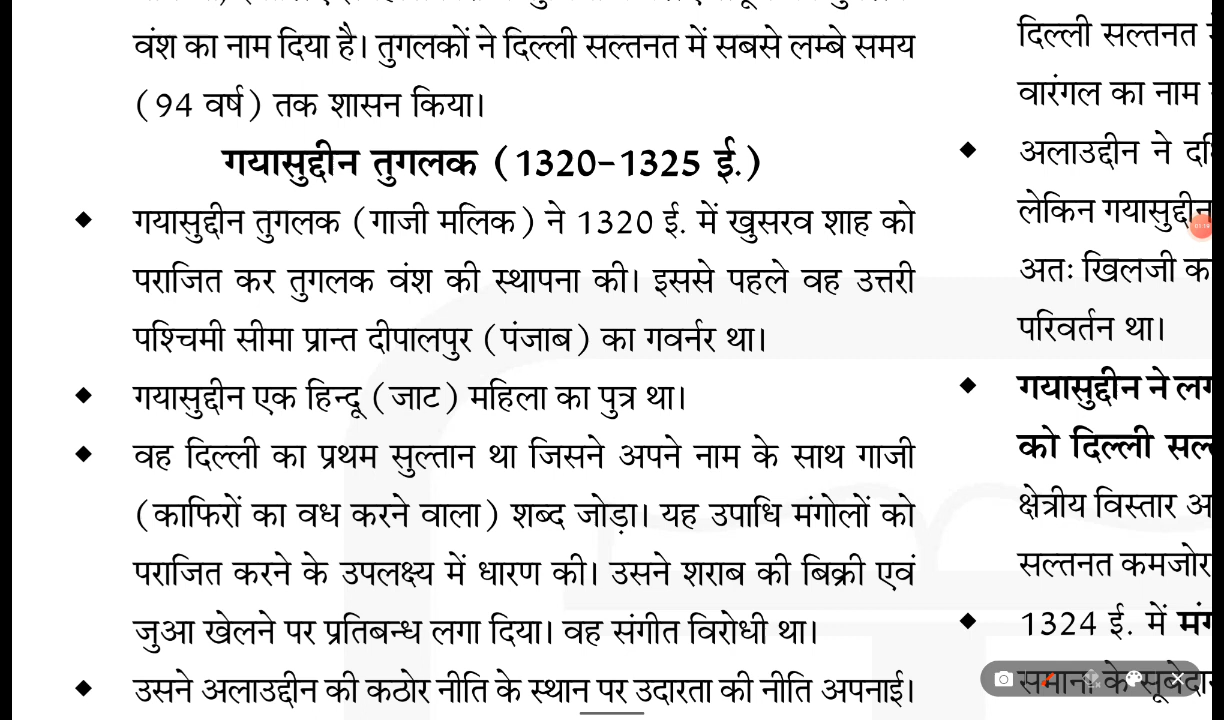 वंश का नाम दिया है। तुगलकों ने दिल्ली सल्तनत में सबसे लम्बे समय
(94 वर्ष) तक शासन किया।
गयासुद्दीन तुगलक (1320-1325 ई.)
◆ गयासुद्दीन तुगलक (गाजी मलिक) ने 1320 ई. में खुसरव शाह को
पराजित कर तुगलक वंश की स्थापना की। इससे पहले वह उत्तरी
पश्चिमी सीमा प्रान्त दीपालपुर (पंजाब) का गवर्नर था।
◆ गयासुद्दीन एक हिन्दू (जाट) महिला का पुत्र था।
◆ वह दिल्ली का प्रथम सुल्तान था जिसने अपने नाम के साथ गाजी
(काफिरों का वध करने वाला) शब्द जोड़ा। यह उपाधि मंगोलों को
पराजित करने के उपलक्ष्य में धारण की। उसने शराब की बिक्री एवं
जुआ खेलने पर प्रतिबन्ध लगा दिया। वह संगीत विरोधी था।
◆ उसने अलाउद्दीन की कठोर नीति के स्थान पर उदारता की नीति अपनाई।
दिल्ली सल्तनत
वारंगल का नाम
◆ अलाउद्दीन ने
लेकिन गयासुद्दीन
अतः खिलजी
परिवर्तन था।
◆ गयासुद्दीन ने
को दिल्ली
क्षेत्रीय विस्तार
सल्तनत कमजोर
◆ 1324 ई. में
समाना के